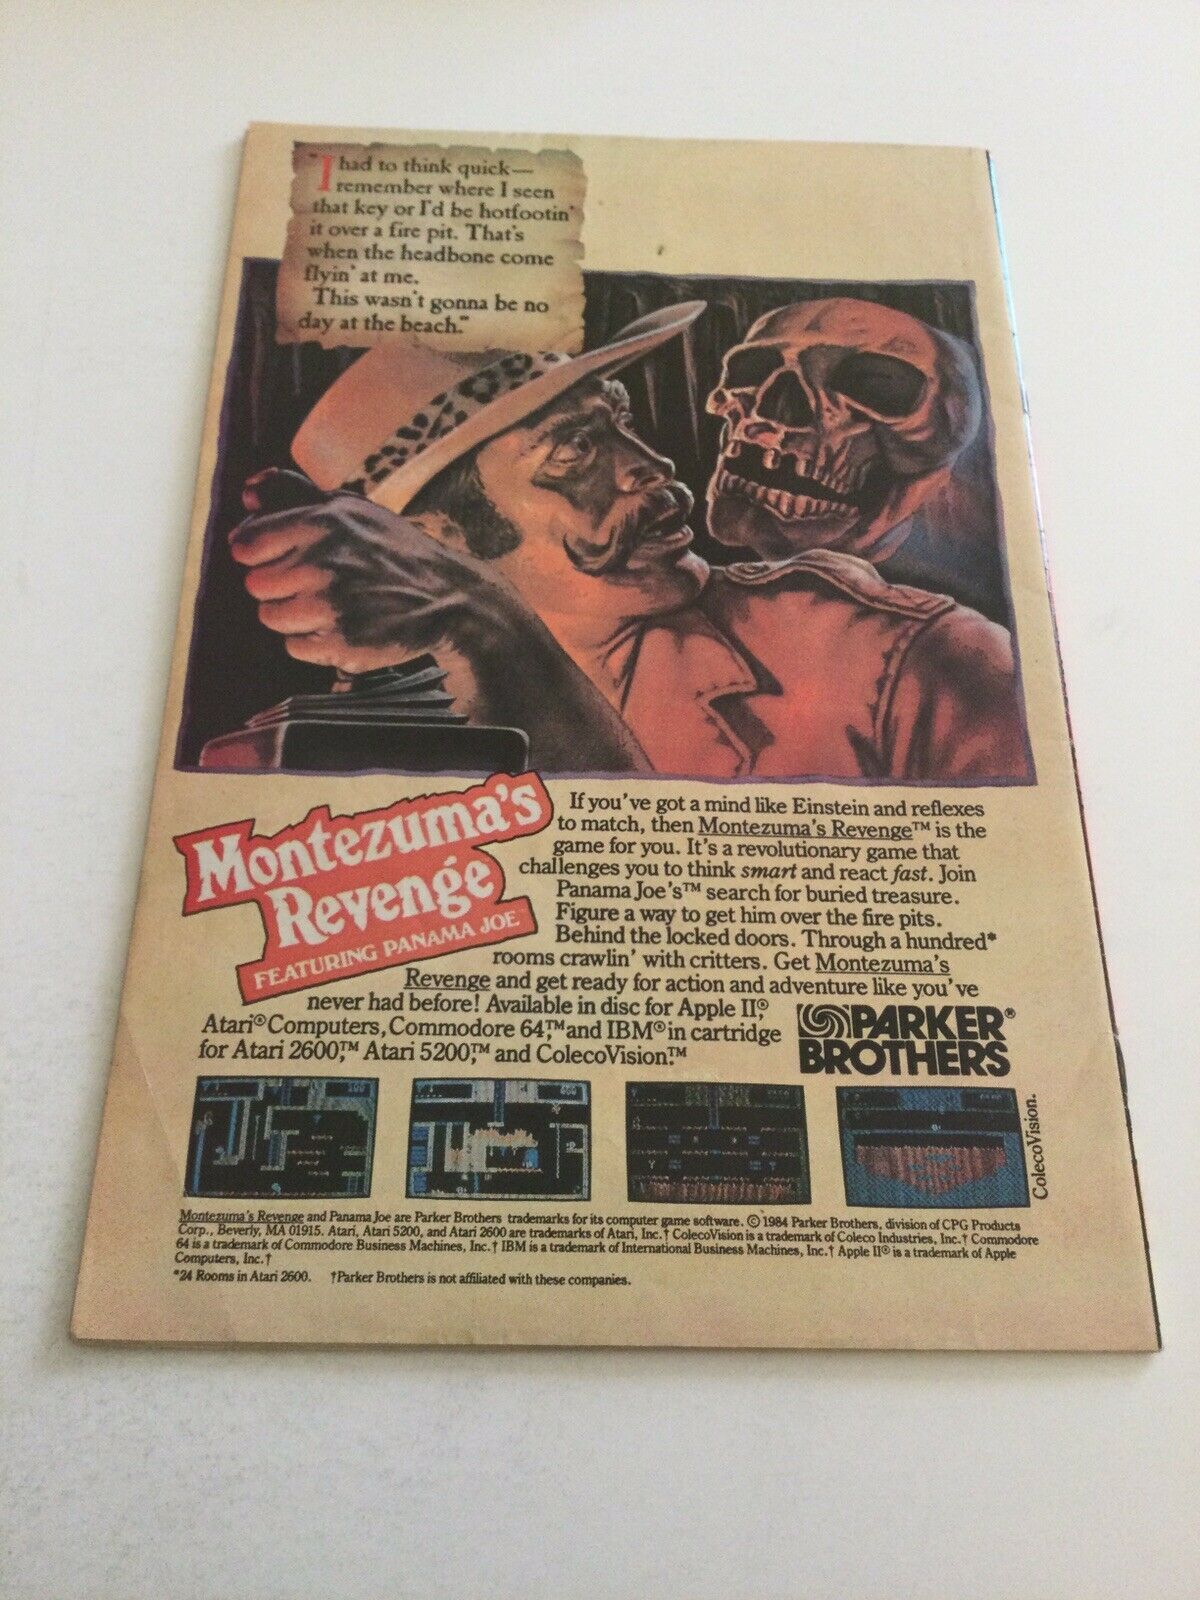 "I had to think quick—
remember where I seen
that key or I'd be hotfootin'
it over a fire pit. That's
when the headbone come
flyin' at me.
This wasn't gonna be no
day at the beach."
Montezuma's
Revenge
FEATURING PANAMA JOE
If you've got a mind like Einstein and reflexes
to match, then Montezuma's Revenge™ is the
game for you. It's a revolutionary game that
challenges you to think smart and react fast. Join
Panama Joe's™ search for buried treasure.
Figure a way to get him over the fire pits.
Behind the locked doors. Through a hundred*
rooms crawlin' with critters. Get Montezuma's
Revenge and get ready for action and adventure like you've
never had before! Available in disc for Apple II,®
Atari® Computers, Commodore 64,™ and IBM® in cartridge
for Atari 2600,™ Atari 5200,™ and ColecoVision.™
PARKER®
BROTHERS
ColecoVision.
Montezuma's Revenge and Panama Joe are Parker Brothers trademarks for its computer game software. © 1984 Parker Brothers, division of CPG Products
Corp., Beverly, MA 01915. Atari, Atari 5200, and Atari 2600 are trademarks of Atari, Inc.† ColecoVision is a trademark of Coleco Industries, Inc.† Commodore
64 is a trademark of Commodore Business Machines, Inc.† IBM is a trademark of International Business Machines, Inc.† Apple II® is a trademark of Apple
Computers, Inc.†
*24 Rooms in Atari 2600. †Parker Brothers is not affiliated with these companies.